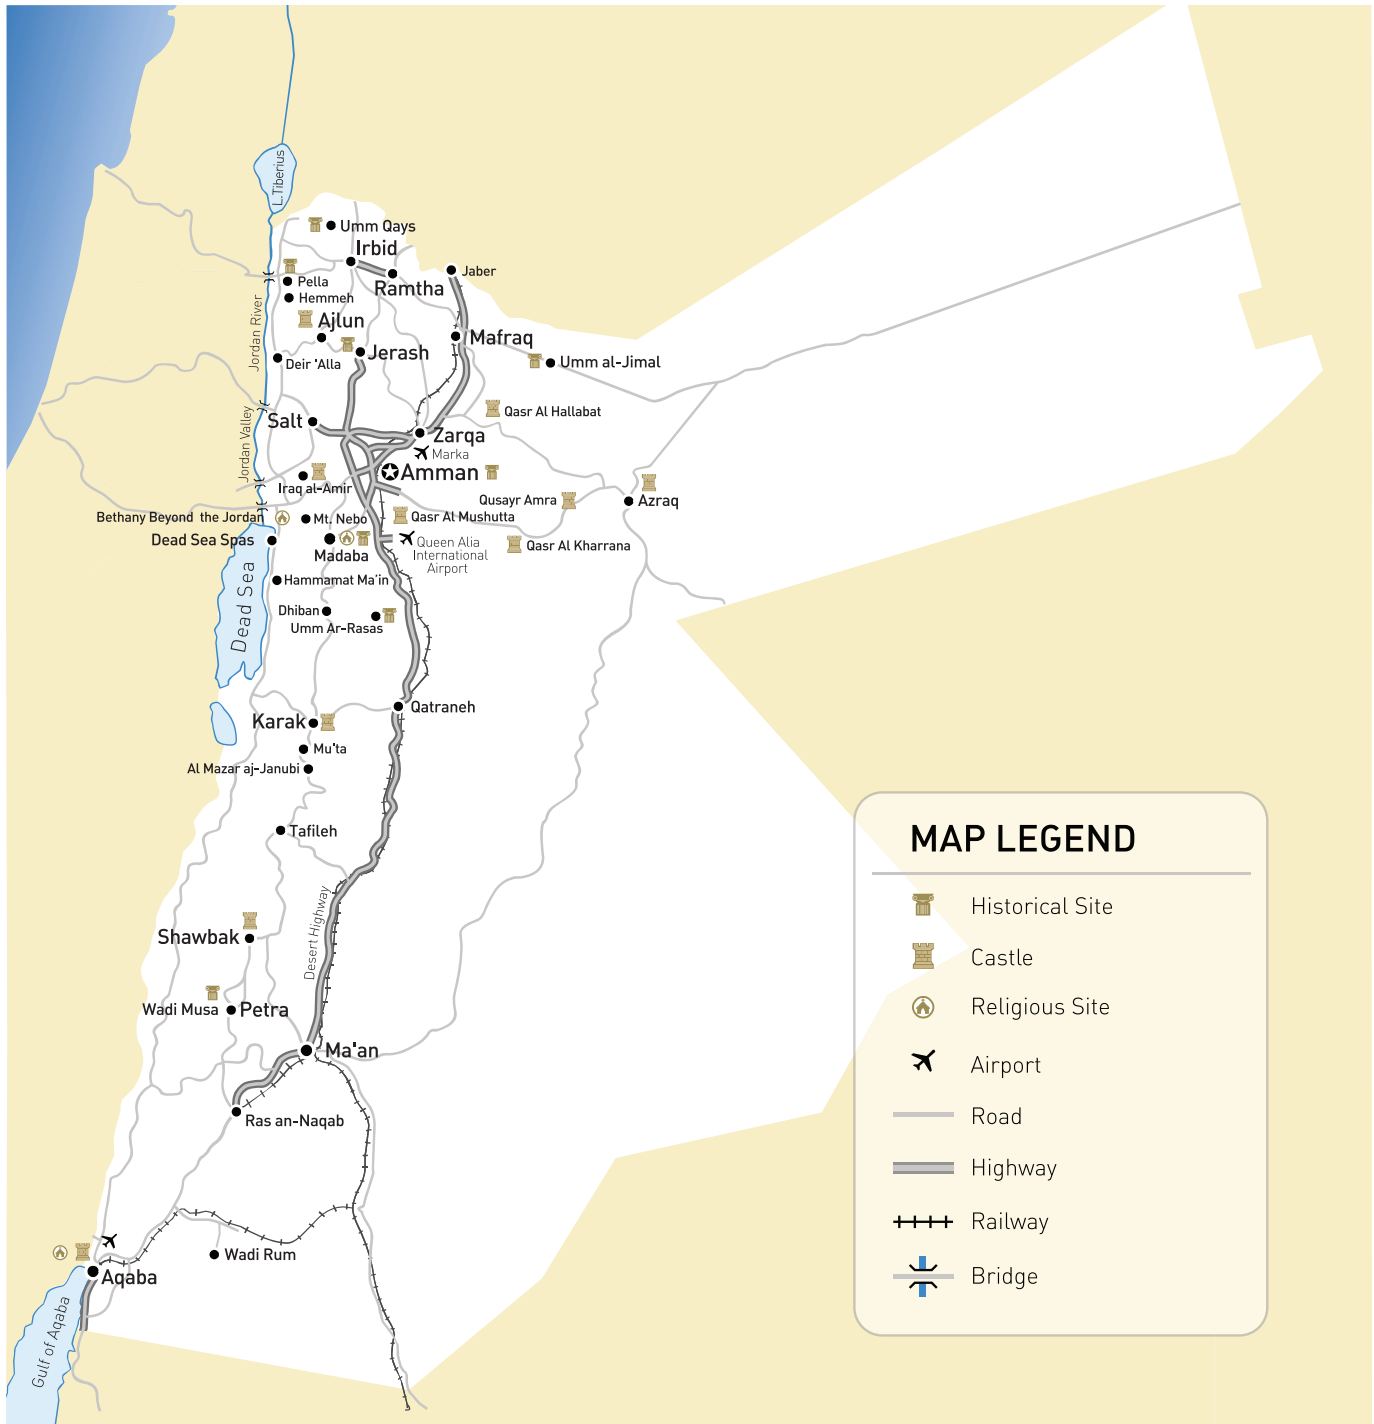 L.Tiberius
Umm Qays
Irbid
Ramtha
Jaber
Pella
Hemmeh
Jordan River
Ajlun
Jerash
Mafraq
Deir 'Alla
Umm al-Jimal
Qasr Al Hallabat
Jordan Valley
Salt
Zarqa
Marka
Amman
Iraq al-Amir
Qusayr Amra
Azraq
Bethany Beyond the Jordan
Mt. Nebo
Qasr Al Mushutta
Dead Sea Spas
Madaba
Queen Alia
International
Airport
Qasr Al Kharrana
Dead Sea
Hammamat Ma'in
Dhiban
Umm Ar-Rasas
Karak
Qatraneh
Mu'ta
Al Mazar aj-Janubi
Tafileh
Desert Highway
Shawbak
Wadi Musa
Petra
Ma'an
Ras an-Naqab
Wadi Rum
Aqaba
Gulf of Aqaba
MAP LEGEND
Historical Site
Castle
Religious Site
Airport
Road
Highway
Railway
Bridge